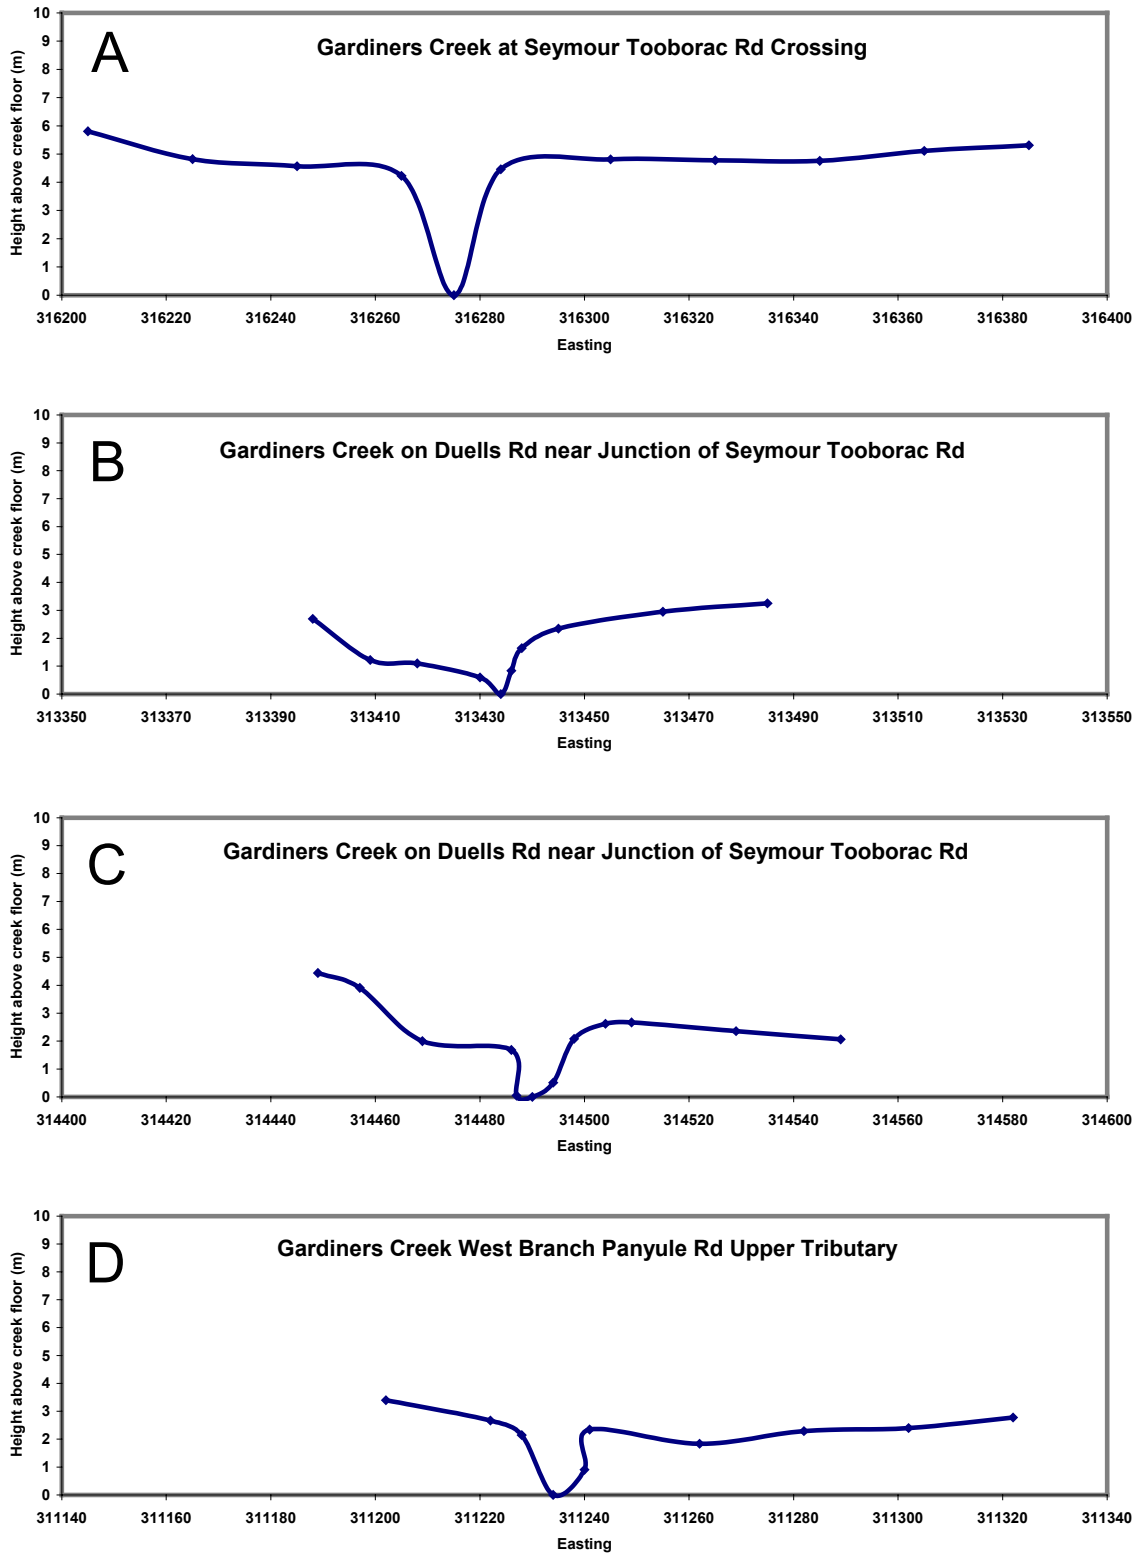 A
Gardiners Creek at Seymour Tooborac Rd Crossing
Height above creek floor (m)
10
9
8
7
6
5
4
3
2
1
0
316200 316220 316240 316260 316280 316300 316320 316340 316360 316380 316400
Easting
B
Gardiners Creek on Duells Rd near Junction of Seymour Tooborac Rd
Height above creek floor (m)
10
9
8
7
6
5
4
3
2
1
0
313350 313370 313390 313410 313430 313450 313470 313490 313510 313530 313550
Easting
C
Gardiners Creek on Duells Rd near Junction of Seymour Tooborac Rd
Height above creek floor (m)
10
9
8
7
6
5
4
3
2
1
0
314400 314420 314440 314460 314480 314500 314520 314540 314560 314580 314600
Easting
D
Gardiners Creek West Branch Panyule Rd Upper Tributary
Height above creek floor (m)
10
9
8
7
6
5
4
3
2
1
0
311140 311160 311180 311200 311220 311240 311260 311280 311300 311320 311340
Easting